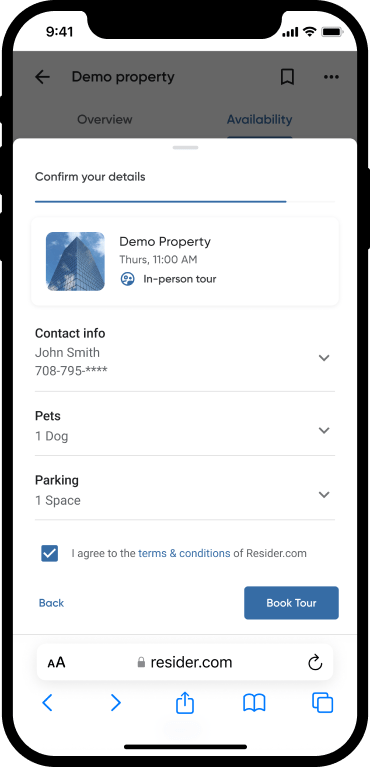 9:41
Demo property
Overview
Availability
Confirm your details
Demo Property
Thurs, 11:00 AM
In-person tour
Contact info
John Smith
708-795-****
Pets
1 Dog
Parking
1 Space
I agree to the terms & conditions of Resider.com
Back
Book Tour
AA
resider.com